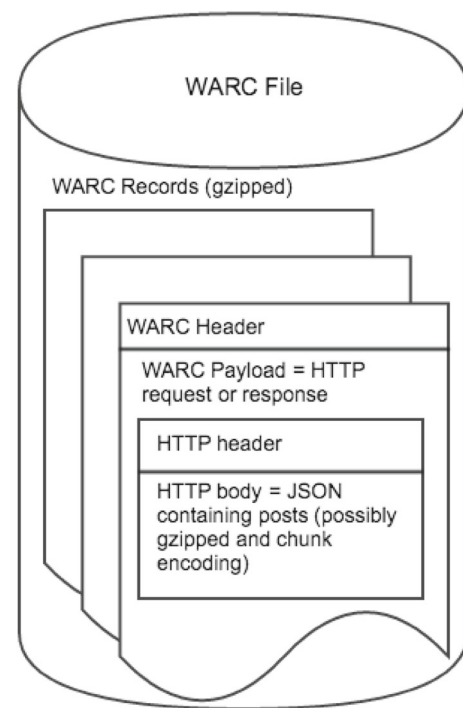 WARC File
WARC Records (gzipped)
WARC Header
WARC Payload = HTTP
request or response
HTTP header
HTTP body = JSON
containing posts (possibly
gzipped and chunk
encoding)